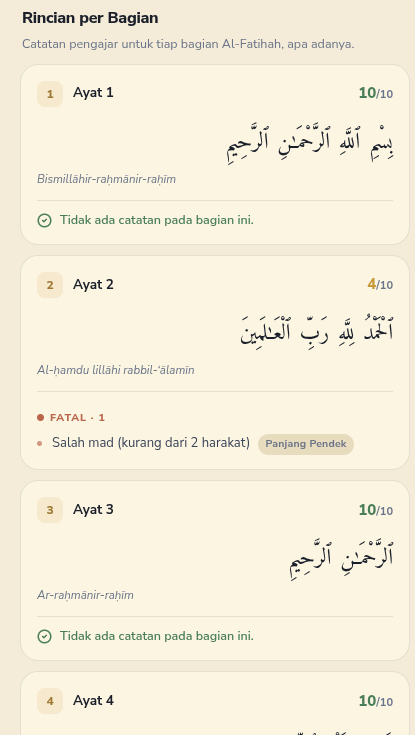 Rincian per Bagian
Catatan pengajar untuk tiap bagian Al-Fatihah, apa adanya.
1 Ayat 1 10/10
بِسْمِ ٱللَّهِ ٱلرَّحْمَـٰنِ ٱلرَّحِيمِ
Bismillāhir-raḥmānir-raḥīm
Tidak ada catatan pada bagian ini.
2 Ayat 2 4/10
ٱلْحَمْدُ لِلَّهِ رَبِّ ٱلْعَـٰلَمِينَ
Al-ḥamdu lillāhi rabbil-‘ālamīn
FATAL · 1
Salah mad (kurang dari 2 harakat) Panjang Pendek
3 Ayat 3 10/10
ٱلرَّحْمَـٰنِ ٱلرَّحِيمِ
Ar-raḥmānir-raḥīm
Tidak ada catatan pada bagian ini.
4 Ayat 4 10/10